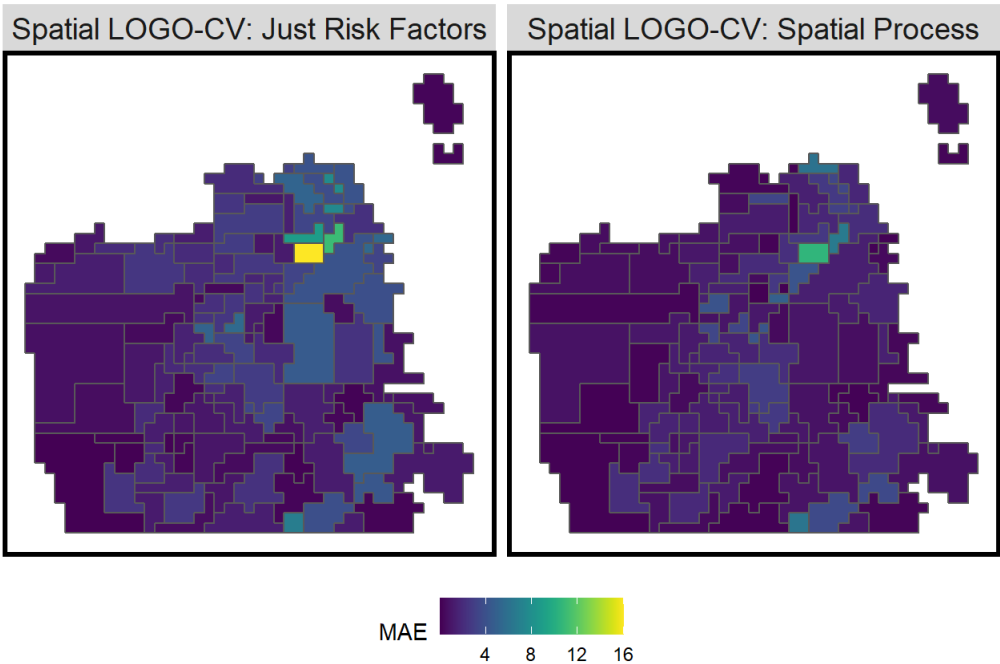 Spatial LOGO-CV: Just Risk Factors
Spatial LOGO-CV: Spatial Process
MAE
4 8 12 16